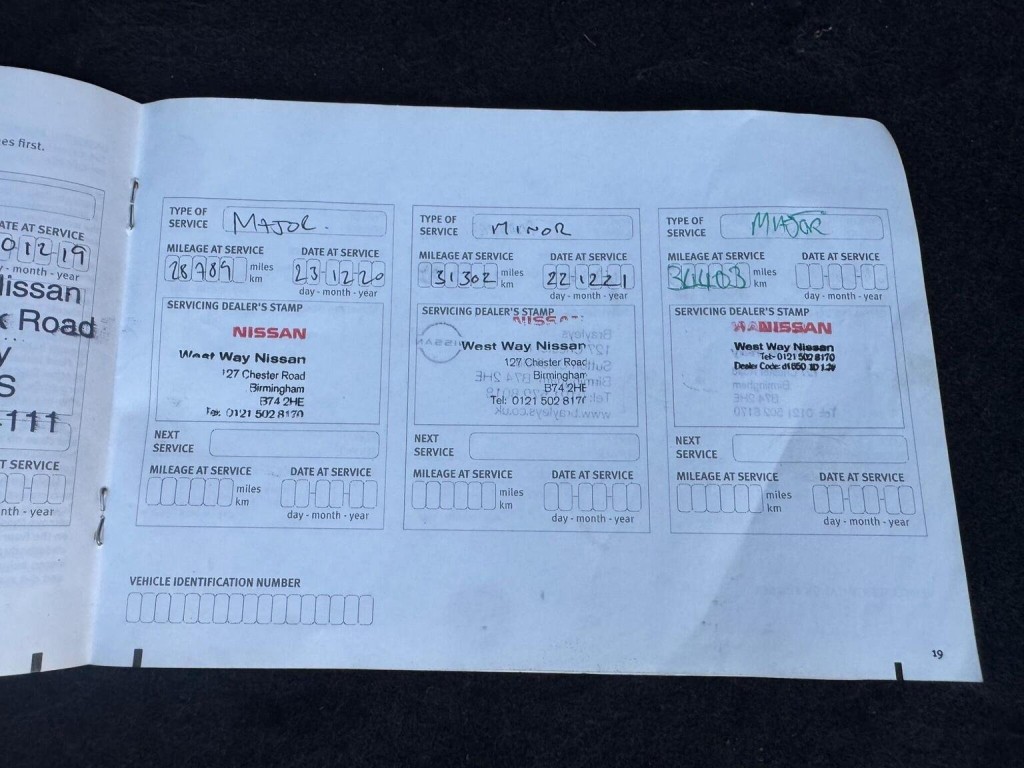 es first.
ATE AT SERVICE
01219
- month - year
Nissan
Road
111
T SERVICE
nth - year
TYPE OF SERVICE MAJOR.
MILEAGE AT SERVICE DATE AT SERVICE
28789 miles km 23-12-20
day - month - year
SERVICING DEALER'S STAMP
NISSAN
West Way Nissan
127 Chester Road
Birmingham
B74 2HE
Tel: 0121 502 8170
NEXT SERVICE
MILEAGE AT SERVICE DATE AT SERVICE
miles km
day - month - year
TYPE OF SERVICE MINOR
MILEAGE AT SERVICE DATE AT SERVICE
31302 miles km 22-12-21
day - month - year
SERVICING DEALER'S STAMP
NISSAN
West Way Nissan
127 Chester Road
Birmingham
B74 2HE
Tel: 0121 502 8170
NEXT SERVICE
MILEAGE AT SERVICE DATE AT SERVICE
miles km
day - month - year
TYPE OF SERVICE MAJOR
MILEAGE AT SERVICE DATE AT SERVICE
36403 miles km
day - month - year
SERVICING DEALER'S STAMP
NISSAN
West Way Nissan
Tel: 0121 502 8170
Dealer Code:
NEXT SERVICE
MILEAGE AT SERVICE DATE AT SERVICE
miles km
day - month - year
VEHICLE IDENTIFICATION NUMBER
19